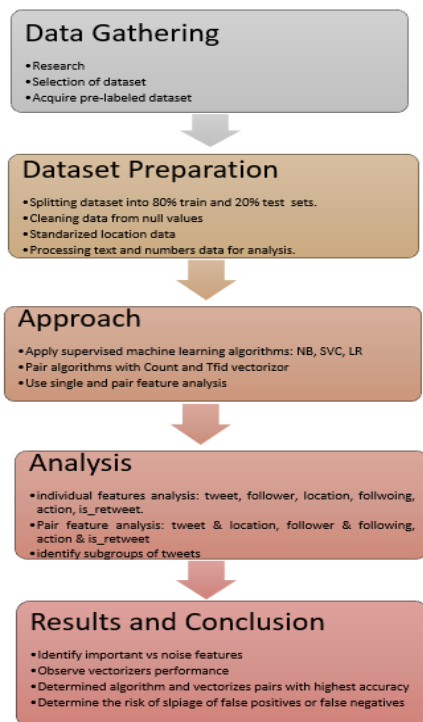 Data Gathering
•Research
•Selection of dataset
•Acquire pre-labeled dataset
Dataset Preparation
•Splitting dataset into 80% train and 20% test sets.
•Cleaning data from null values
•Standarized location data
•Processing text and numbers data for analysis.
Approach
•Apply supervised machine learning algorithms: NB, SVC, LR
•Pair algorithms with Count and Tfid vectorizor
•Use single and pair feature analysis
Analysis
•individual features analysis: tweet, follower, location, follwoing,
action, is_retweet.
•Pair feature analysis: tweet & location, follower & following,
action & is_retweet
•identify subgroups of tweets
Results and Conclusion
•Identify important vs noise features
•Observe vectorizers performance
•Determined algorithm and vectorizes pairs with highest accuracy
•Determine the risk of slpiage of false positives or false negatives